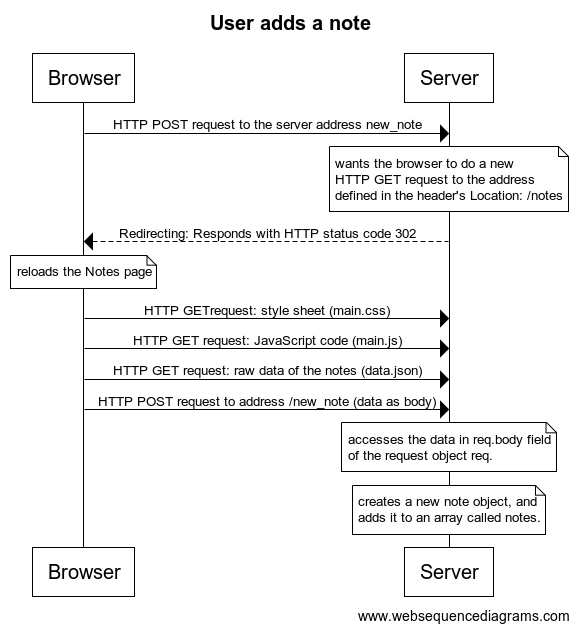 User adds a note
Browser
Server
HTTP POST request to the server address new_note
wants the browser to do a new
HTTP GET request to the address
defined in the header's Location: /notes
Redirecting: Responds with HTTP status code 302
reloads the Notes page
HTTP GETrequest: style sheet (main.css)
HTTP GET request: JavaScript code (main.js)
HTTP GET request: raw data of the notes (data.json)
HTTP POST request to address /new_note (data as body)
accesses the data in req.body field
of the request object req.
creates a new note object, and
adds it to an array called notes.
Browser
Server
www.websequencediagrams.com